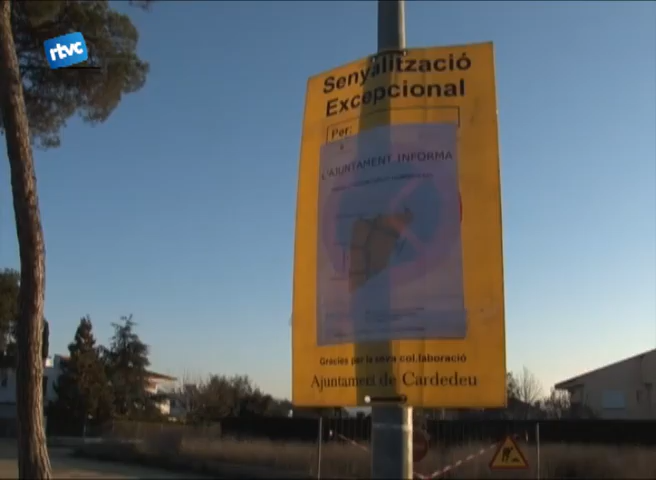 rtvc
Senyalització
Excepcional
Per:
L'AJUNTAMENT INFORMA
Gràcies per la seva col.laboració
Ajuntament de Cardedeu